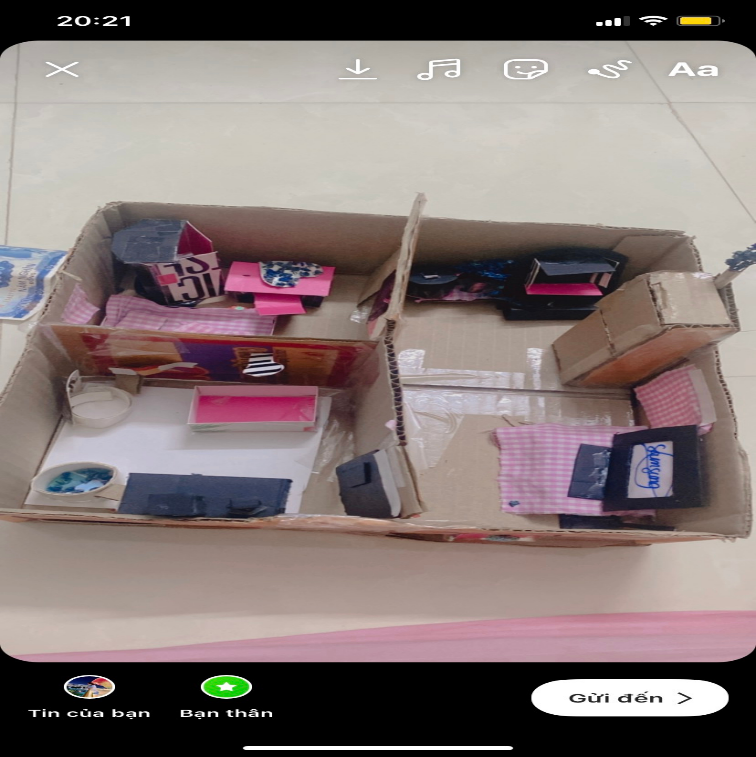 20:21
Aa
Samsung
Tin của bạn
Bạn thân
Gửi đến